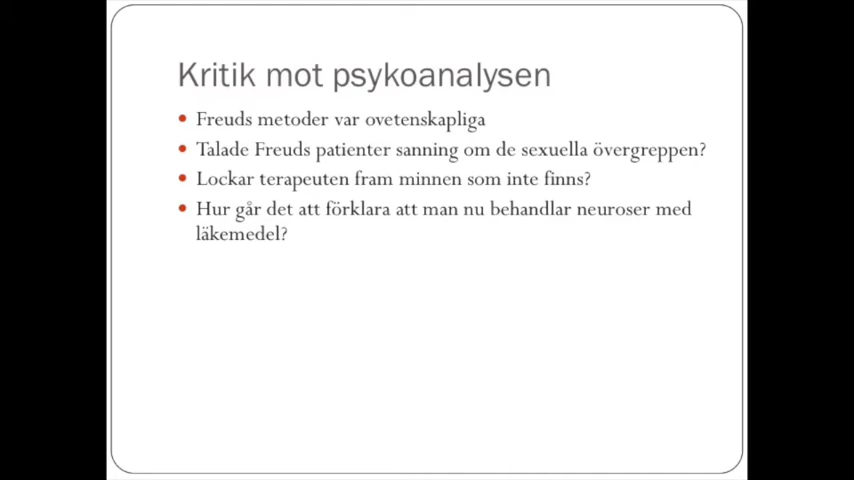 Kritik mot psykoanalysen
• Freuds metoder var ovetenskapliga
• Talade Freuds patienter sanning om de sexuella övergreppen?
• Lockar terapeuten fram minnen som inte finns?
• Hur går det att förklara att man nu behandlar neuroser med
läkemedel?